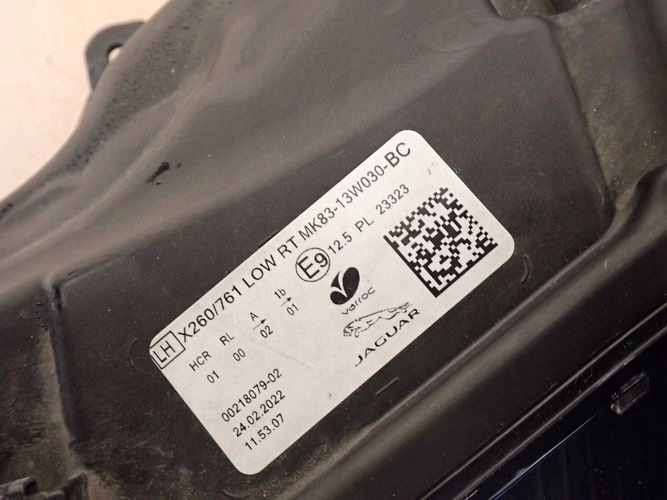 LH X260/761 LOW RT MK83-13W030-BC
HCR RL A 1b
01 00 02 01
E9 12.5 PL 23323
varroc
JAGUAR
00218079-02
24.02.2022
11.53.07